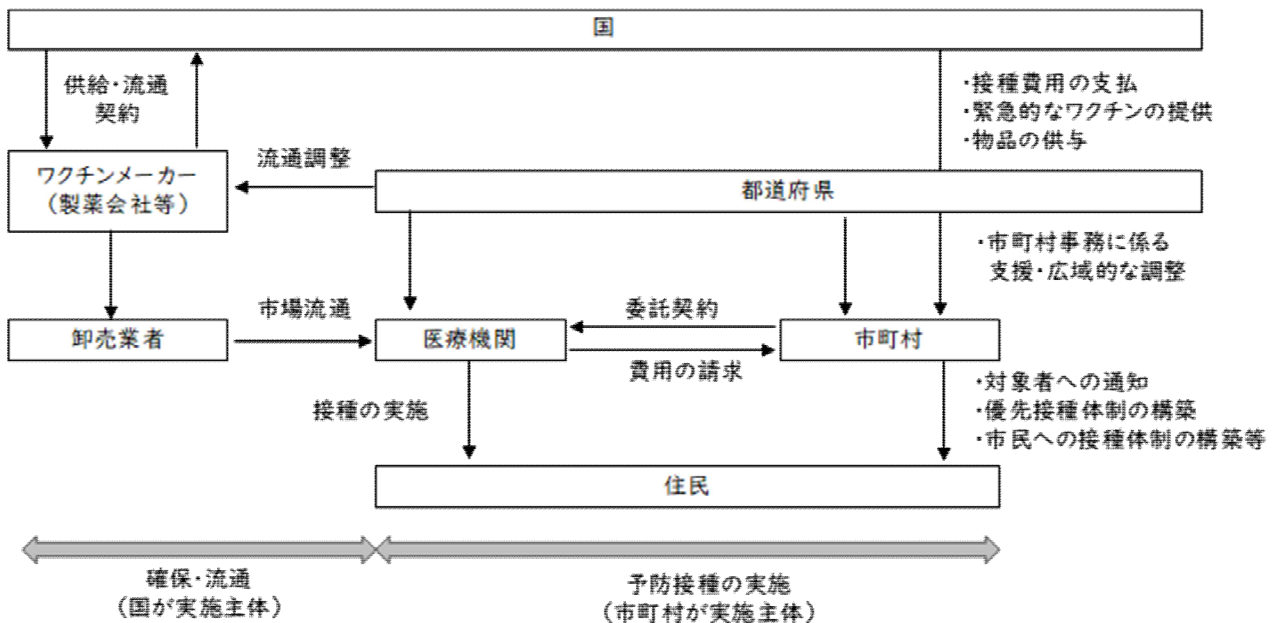 国
供給・流通
契約
・接種費用の支払
・緊急的なワクチンの提供
・物品の供与
ワクチンメーカー
（製薬会社等）
流通調整
都道府県
・市町村事務に係る
支援・広域的な調整
卸売業者
市場流通
医療機関
委託契約
費用の請求
市町村
接種の実施
・対象者への通知
・優先接種体制の構築
・市民への接種体制の構築等
住民
確保・流通
（国が実施主体）
予防接種の実施
（市町村が実施主体）